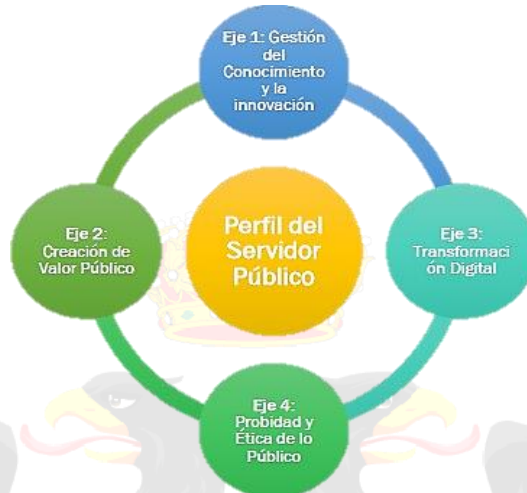 Eje 1: Gestión
del
Conocimiento
y la
innovación
Eje 2:
Creación de
Valor Público
Perfil del
Servidor
Público
Eje 3:
Transformaci
ón Digital
Eje 4:
Probidad y
Ética de lo
Público